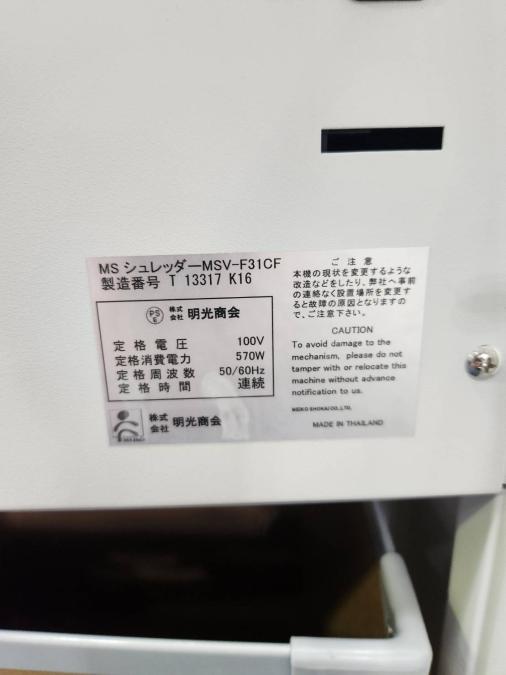 MS シュレッダーMSV-F31CF
製造番号 T 13317 K16
PS
E
株式
会社 明光商会
定格電圧 100V
定格消費電力 570W
定格周波数 50/60Hz
定格時間 連続
株式
会社 明光商会
ご注意
本機の現状を変更するような
改造などをしたり、弊社へ事前
の連絡なく設置場所を変更す
ると故障の原因となりますの
で、ご注意下さい。
CAUTION
To avoid damage to the
mechanism, please do not
tamper with or relocate this
machine without advance
notification to us.
MEIKO SHOKAI CO.,LTD.
MADE IN THAILAND